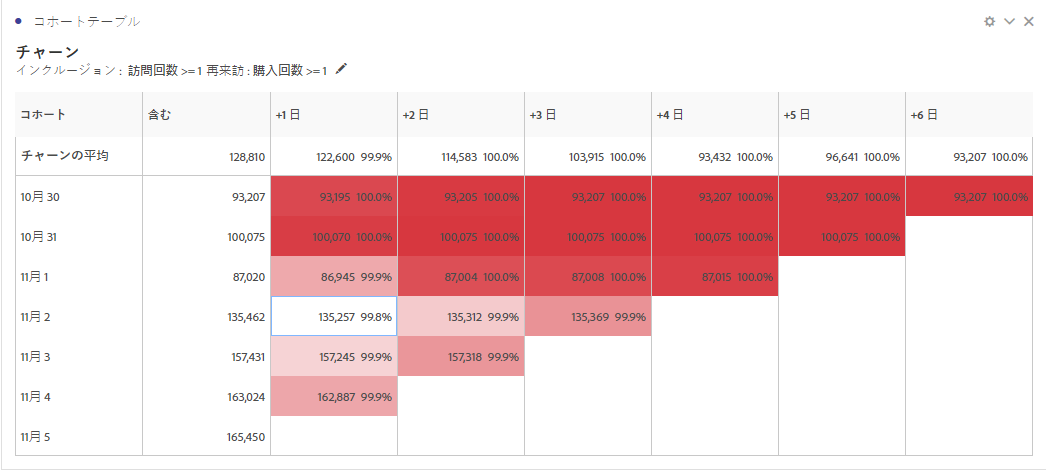 コホートテーブル
チャーン
インクルージョン : 訪問回数 >=1 再来訪 : 購入回数 >=1
コホート 含む +1 日 +2 日 +3 日 +4 日 +5 日 +6 日
チャーンの平均 128,810 122,600 99.9% 114,583 100.0% 103,915 100.0% 93,432 100.0% 96,641 100.0% 93,207 100.0%
10月 30 93,207 93,195 100.0% 93,205 100.0% 93,207 100.0% 93,207 100.0% 93,207 100.0% 93,207 100.0%
10月 31 100,075 100,070 100.0% 100,075 100.0% 100,075 100.0% 100,075 100.0% 100,075 100.0%
11月 1 87,020 86,945 99.9% 87,004 100.0% 87,008 100.0% 87,015 100.0%
11月 2 135,462 135,257 99.8% 135,312 99.9% 135,369 99.9%
11月 3 157,431 157,245 99.9% 157,318 99.9%
11月 4 163,024 162,887 99.9%
11月 5 165,450